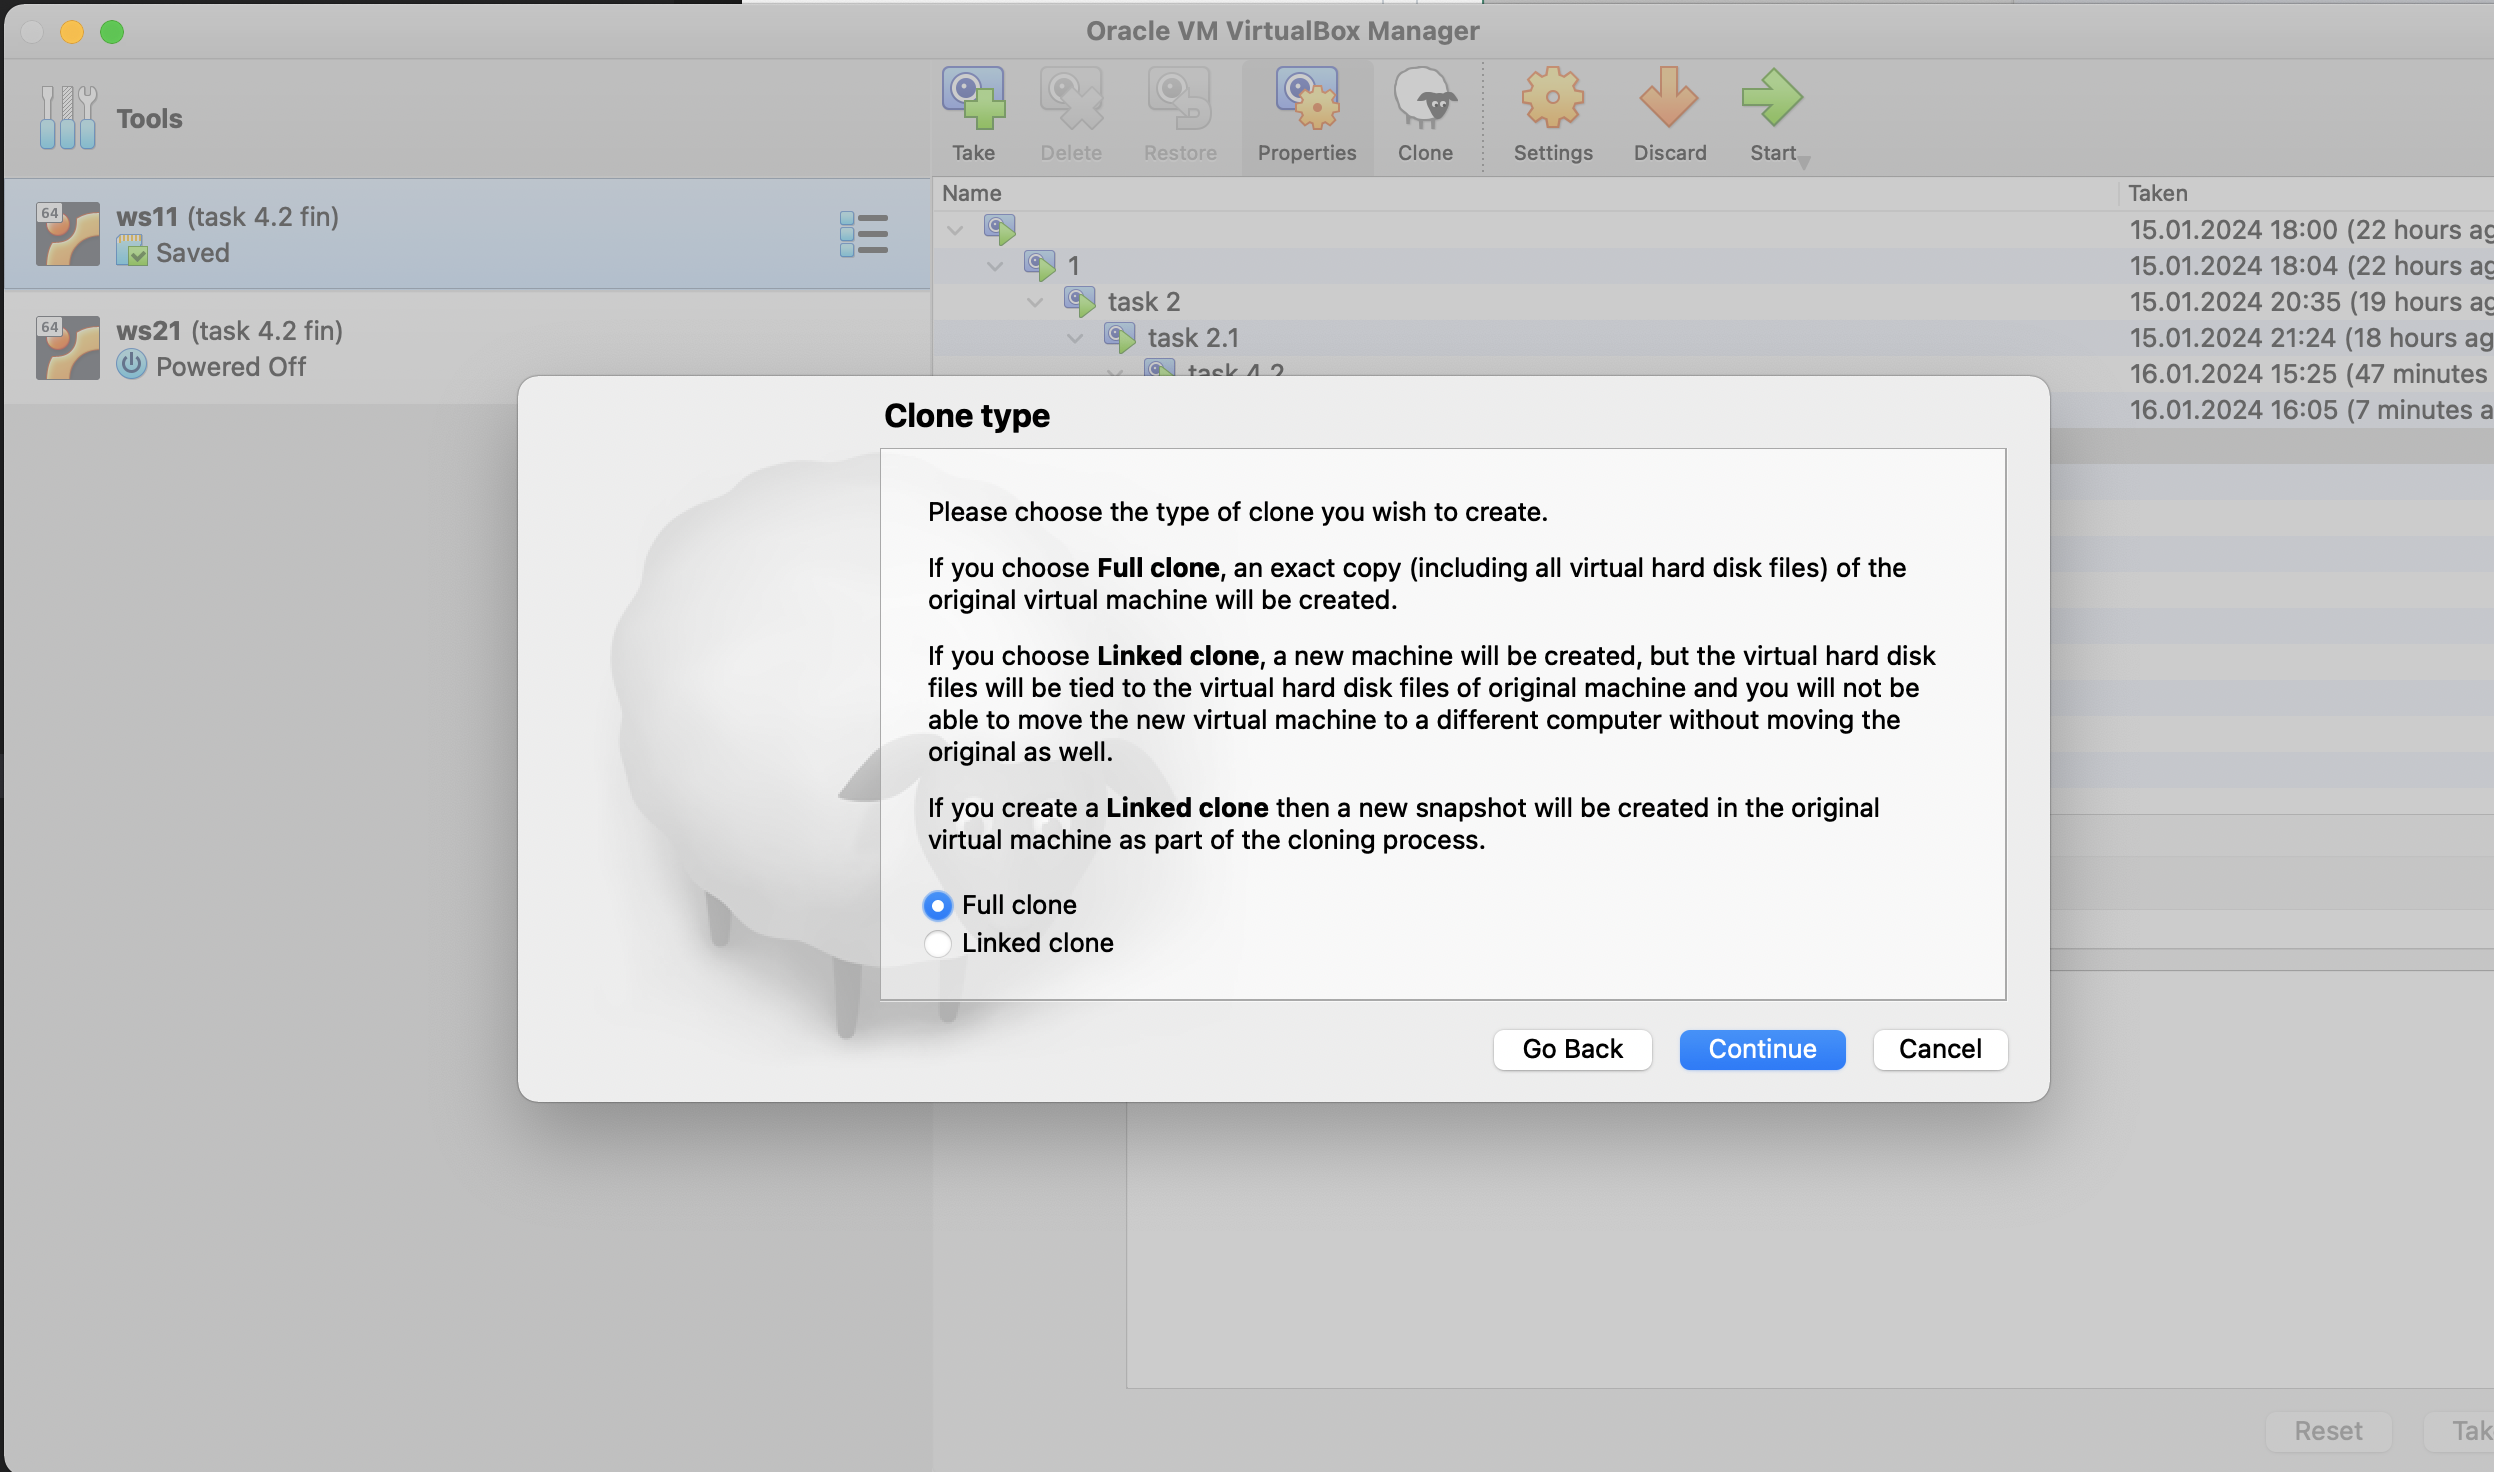 Oracle VM VirtualBox Manager
Tools
Take
Delete
Restore
Properties
Clone
Settings
Discard
Start
64
ws11 (task 4.2 fin)
Saved
64
ws21 (task 4.2 fin)
Powered Off
Name
Taken
15.01.2024 18:00 (22 hours ag
1
15.01.2024 18:04 (22 hours ag
task 2
15.01.2024 20:35 (19 hours ag
task 2.1
15.01.2024 21:24 (18 hours ag
task 4.2
16.01.2024 15:25 (47 minutes
16.01.2024 16:05 (7 minutes a
Clone type
Please choose the type of clone you wish to create.
If you choose Full clone, an exact copy (including all virtual hard disk files) of the
original virtual machine will be created.
If you choose Linked clone, a new machine will be created, but the virtual hard disk
files will be tied to the virtual hard disk files of original machine and you will not be
able to move the new virtual machine to a different computer without moving the
original as well.
If you create a Linked clone then a new snapshot will be created in the original
virtual machine as part of the cloning process.
Full clone
Linked clone
Go Back
Continue
Cancel
Reset
Tak